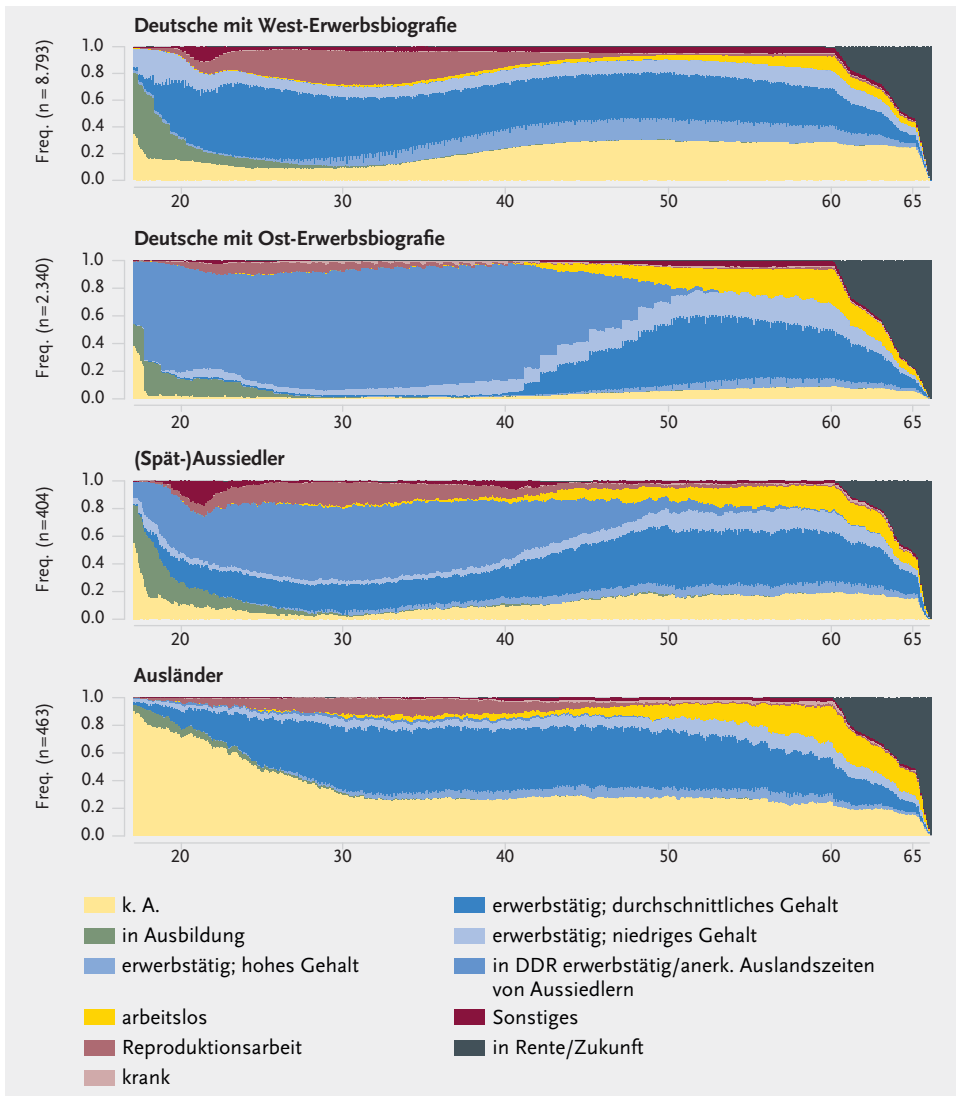 Deutsche mit West-Erwerbsbiografie
Freq. (n = 8.793)
1.0
0.8
0.6
0.4
0.2
0.0
20 30 40 50 60 65
Deutsche mit Ost-Erwerbsbiografie
Freq. (n=2.340)
1.0
0.8
0.6
0.4
0.2
0.0
20 30 40 50 60 65
(Spät-)Aussiedler
Freq. (n=404)
1.0
0.8
0.6
0.4
0.2
0.0
20 30 40 50 60 65
Ausländer
Freq. (n=463)
1.0
0.8
0.6
0.4
0.2
0.0
20 30 40 50 60 65
k. A.
in Ausbildung
erwerbstätig; hohes Gehalt
arbeitslos
Reproduktionsarbeit
krank
erwerbstätig; durchschnittliches Gehalt
erwerbstätig; niedriges Gehalt
in DDR erwerbstätig/anerk. Auslandszeiten
von Aussiedlern
Sonstiges
in Rente/Zukunft